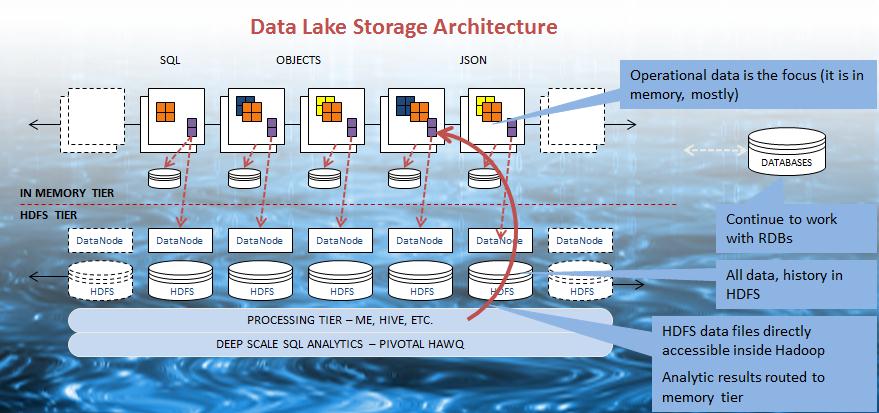 Data Lake Storage Architecture
SQL
OBJECTS
JSON
Operational data is the focus (it is in
memory, mostly)
DATABASES
IN MEMORY TIER
HDFS TIER
Continue to work
with RDBs
DataNode
DataNode
DataNode
DataNode
DataNode
DataNode
DataNode
All data, history in
HDFS
HDFS
HDFS
HDFS
HDFS
HDFS
HDFS
HDFS
PROCESSING TIER – ME, HIVE, ETC.
DEEP SCALE SQL ANALYTICS – PIVOTAL HAWQ
HDFS data files directly
accessible inside Hadoop
Analytic results routed to
memory tier